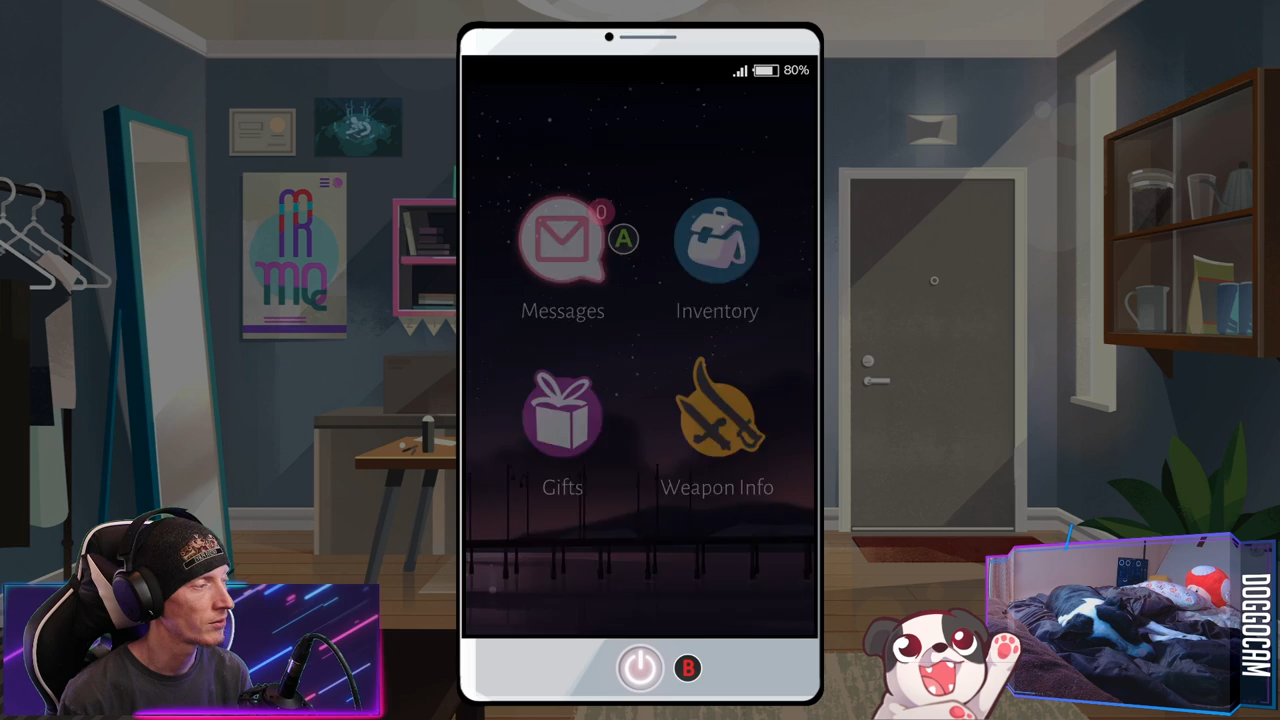 80%
0
A
Messages
Inventory
Gifts
Weapon Info
B
DOGGOCAM